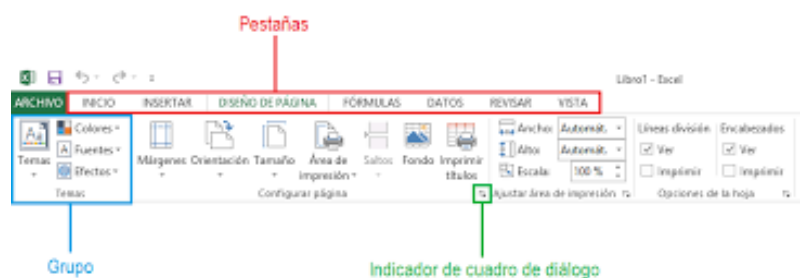 Pestañas
Libro1 - Excel
ARCHIVO INICIO INSERTAR DISEÑO DE PÁGINA FÓRMULAS DATOS REVISAR VISTA
Colores
Fuentes
Efectos
Temas
Temas
Márgenes Orientación Tamaño Área de impresión Saltos Fondo Imprimir títulos
Configurar página
Ancho: Automát.
Alto: Automát.
Escala: 100 %
Ajustar área de impresión
Líneas división Encabezados
Ver Ver
Imprimir Imprimir
Opciones de la hoja
Grupo
Indicador de cuadro de diálogo